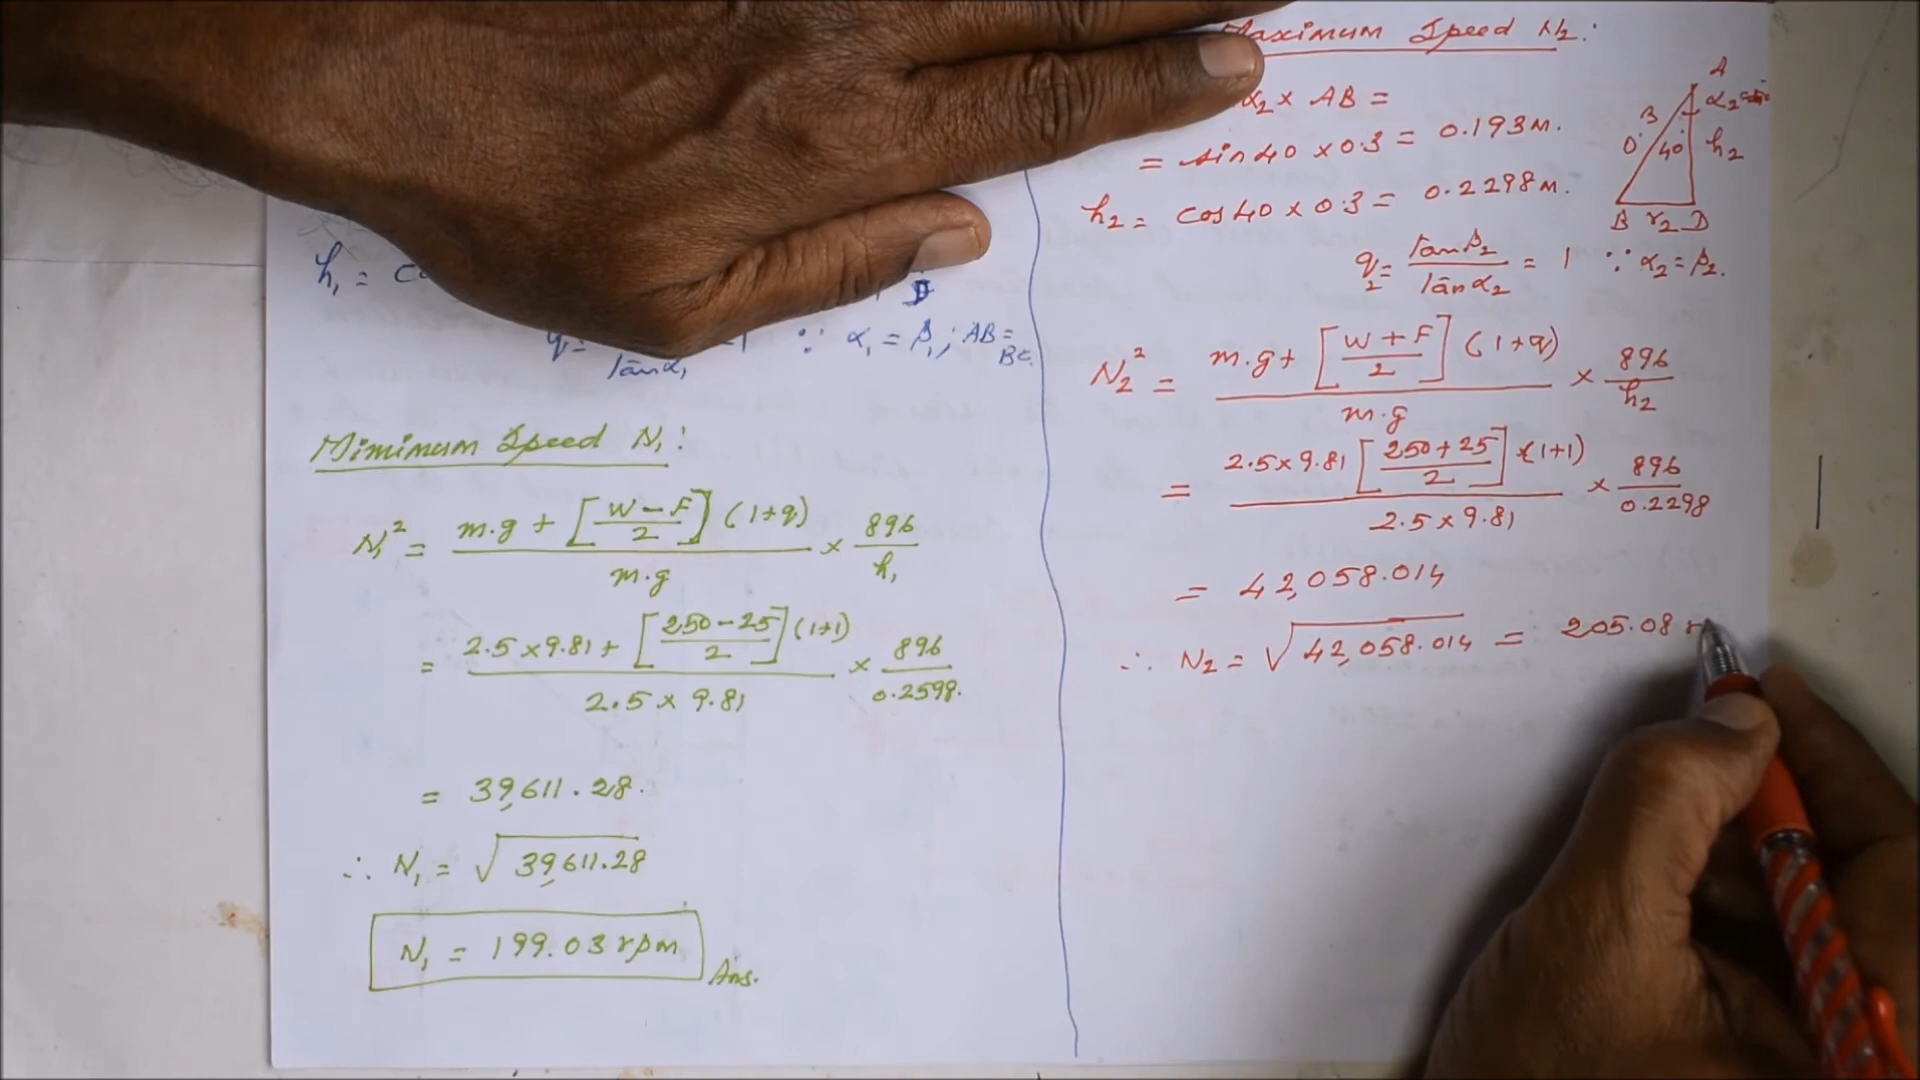 h₁ = c
q =
tan α₁
∵ α₁ = β₁; AB =
BC.
Mimimum Speed N₁:
N₁² = m.g + [W - F / 2] (1+q) / m.g × 896 / h₁
= 2.5 × 9.81 + [250 - 25 / 2] (1+1) / 2.5 × 9.81 × 896 / 0.2598.
= 39,611.28.
∴ N₁ = √39,611.28
N₁ = 199.03 rpm
Ans.
Maximum Speed N₂:
α₂ × AB =
= sin 40 × 0.3 = 0.193 m.
h₂ = cos 40 × 0.3 = 0.2298 m.
A
α₂
0.3
40
h₂
B r₂ D
q₂ = tan β₂ / tan α₂ = 1 ∵ α₂ = β₂.
N₂² = m.g + [W + F / 2] (1+q) / m.g × 896 / h₂
= 2.5 × 9.81 [250 + 25 / 2] × (1+1) / 2.5 × 9.81 × 896 / 0.2298
= 42,058.014
∴ N₂ = √42,058.014 = 205.08 r